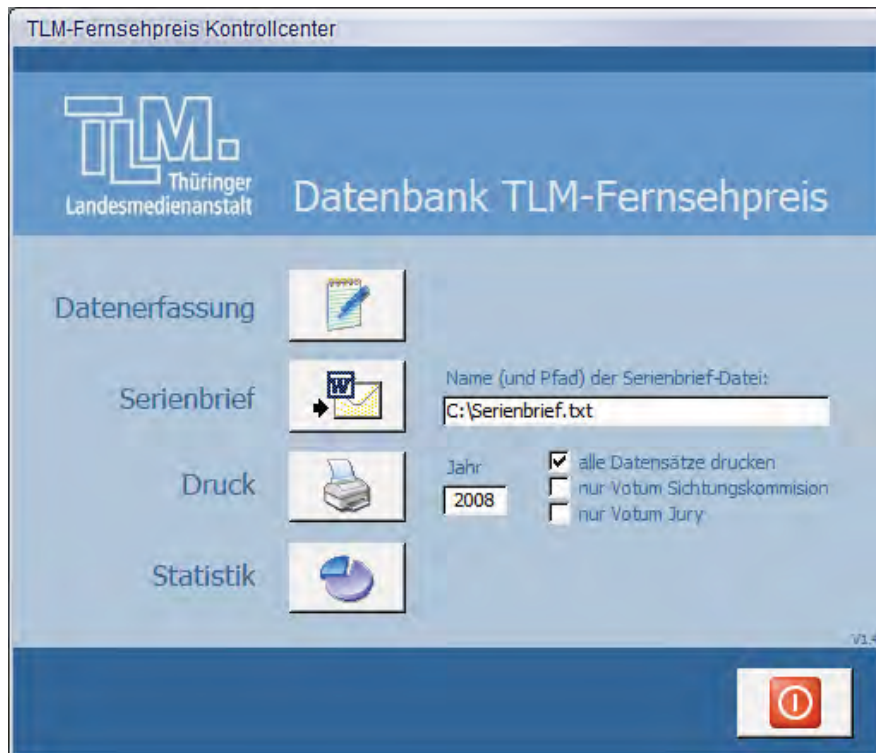 TLM-Fernsehpreis Kontrollcenter
TLM.
Thüringer
Landesmedienanstalt
Datenbank TLM-Fernsehpreis
Datenerfassung
Serienbrief
W
Name (und Pfad) der Serienbrief-Datei:
C:\Serienbrief.txt
Druck
Jahr
2008
alle Datensätze drucken
nur Votum Sichtungskommision
nur Votum Jury
Statistik
V1.4